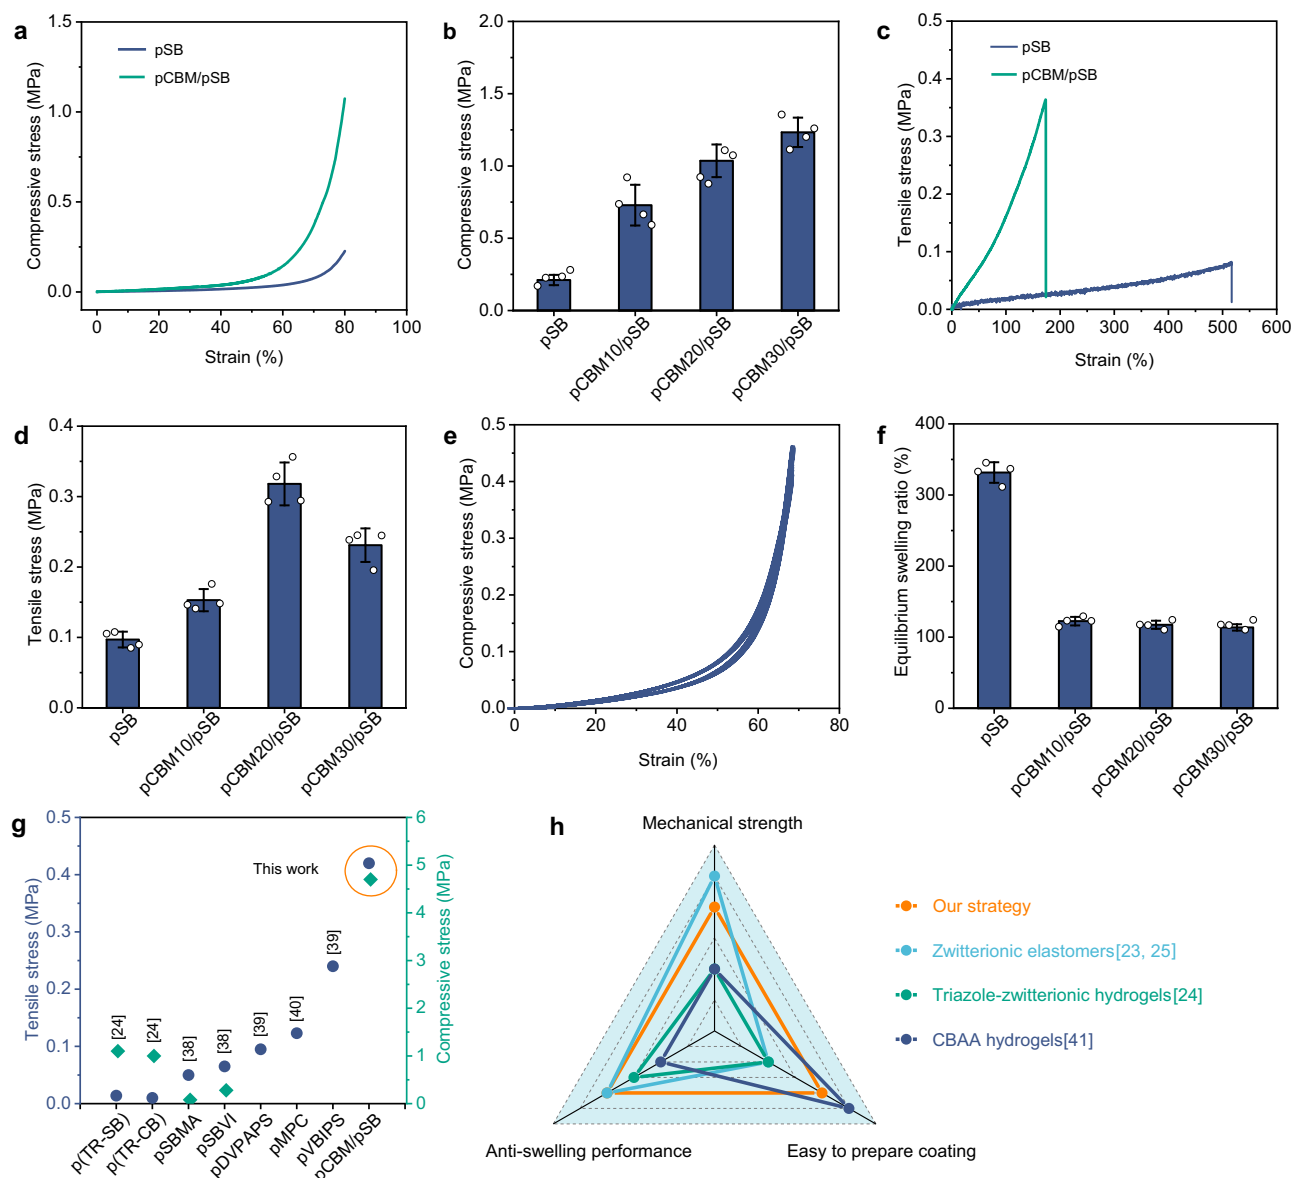 a
1.5
1.0
0.5
0.0
Compressive stress (MPa)
pSB
pCBM/pSB
0
20
40
60
80
100
Strain (%)
b
2.0
1.5
1.0
0.5
0.0
Compressive stress (MPa)
pSB
pCBM10/pSB
pCBM20/pSB
pCBM30/pSB
c
0.5
0.4
0.3
0.2
0.1
0.0
Tensile stress (MPa)
pSB
pCBM/pSB
0
100
200
300
400
500
600
Strain (%)
d
0.4
0.3
0.2
0.1
0.0
Tensile stress (MPa)
pSB
pCBM10/pSB
pCBM20/pSB
pCBM30/pSB
e
0.5
0.4
0.3
0.2
0.1
0.0
Compressive stress (MPa)
0
20
40
60
80
Strain (%)
f
400
300
200
100
0
Equilibrium swelling ratio (%)
pSB
pCBM10/pSB
pCBM20/pSB
pCBM30/pSB
g
0.5
0.4
0.3
0.2
0.1
0.0
Tensile stress (MPa)
6
5
4
3
2
1
0
Compressive stress (MPa)
This work
[24]
[24]
[38]
[38]
[39]
[40]
[39]
p(TR-SB)
p(TR-CB)
pSBMA
pSBVI
pDVPAPS
pMPC
pVBIPS
pCBM/pSB
h
Mechanical strength
Anti-swelling performance
Easy to prepare coating
Our strategy
Zwitterionic elastomers[23, 25]
Triazole-zwitterionic hydrogels[24]
CBAA hydrogels[41]